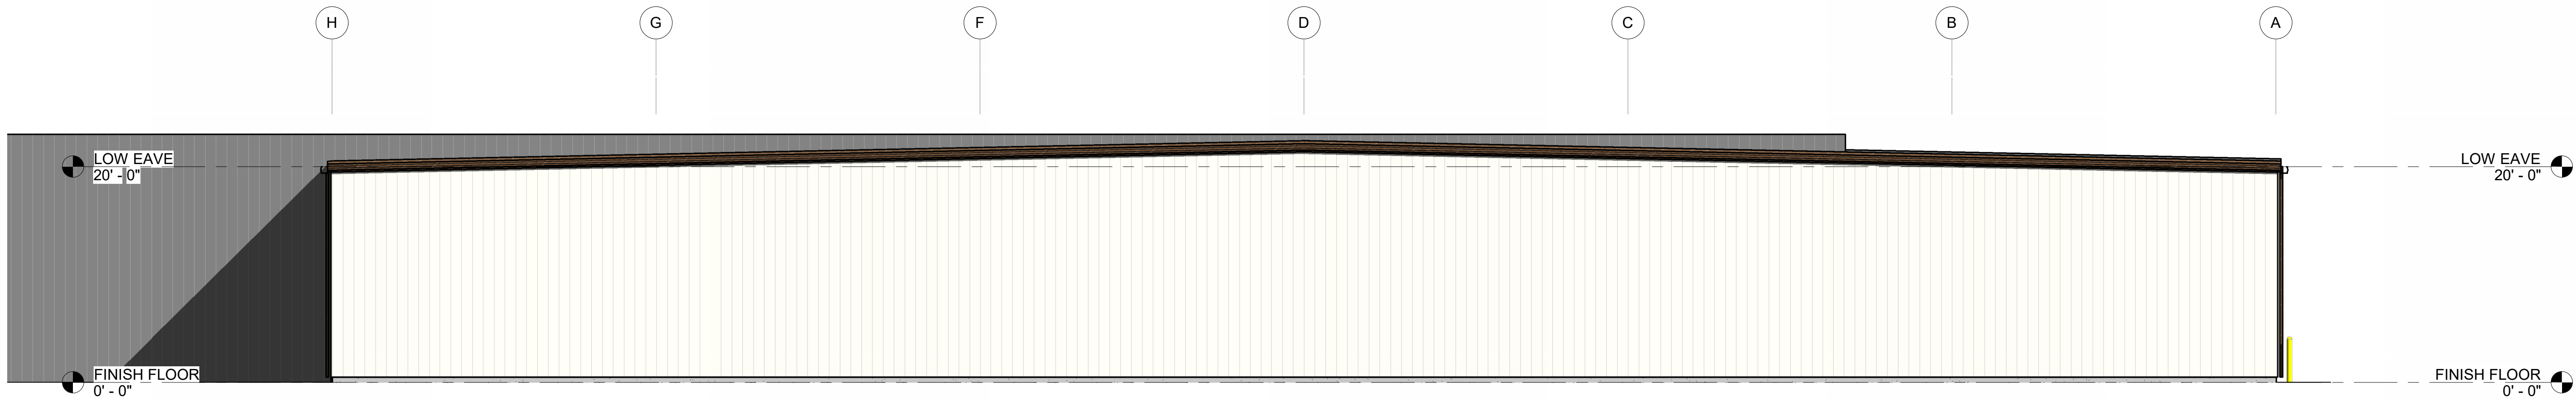 H G F D C B A
LOW EAVE
20' - 0"
LOW EAVE
20' - 0"
FINISH FLOOR
0' - 0"
FINISH FLOOR
0' - 0"